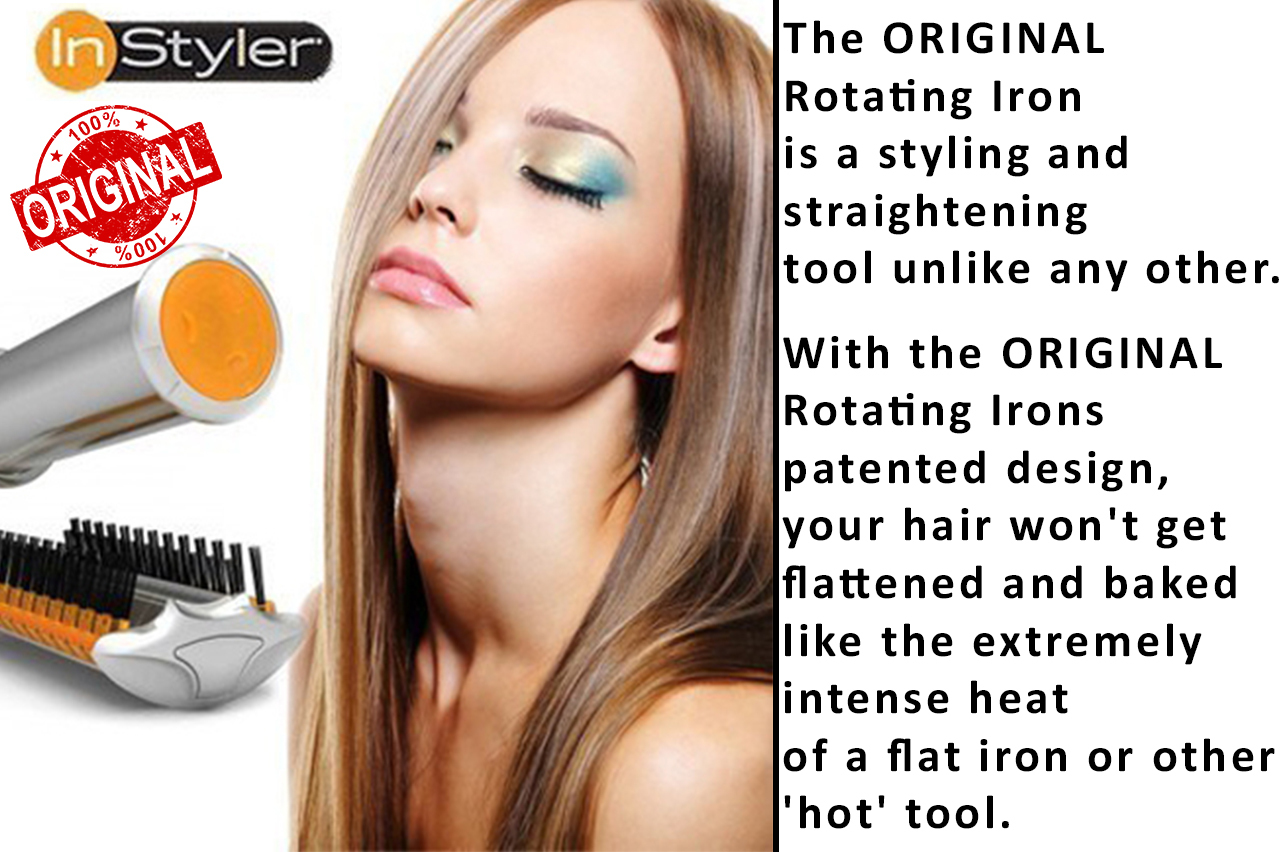 InStyler
100%
ORIGINAL
100%
The ORIGINAL
Rotating Iron
is a styling and
straightening
tool unlike any other.
With the ORIGINAL
Rotating Irons
patented design,
your hair won't get
flattened and baked
like the extremely
intense heat
of a flat iron or other
'hot' tool.